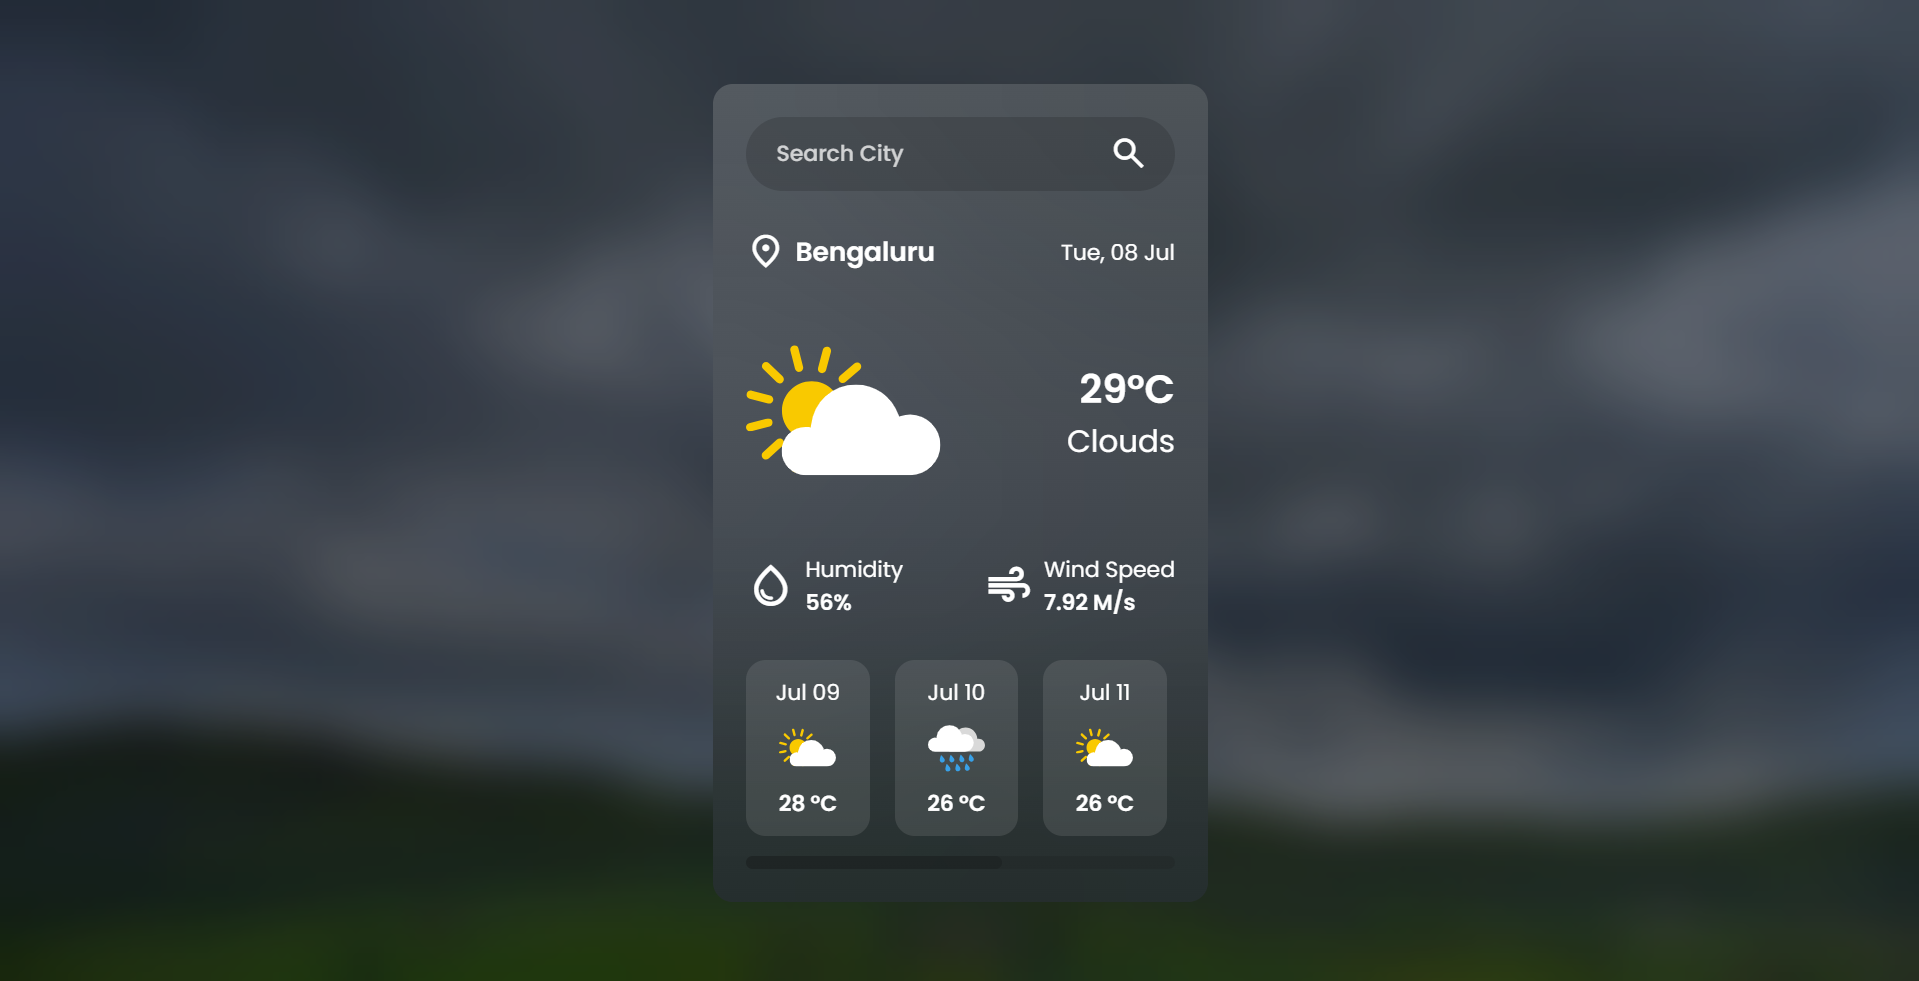 Search City
Bengaluru
Tue, 08 Jul
29°C
Clouds
Humidity
56%
Wind Speed
7.92 M/s
Jul 09
28 °C
Jul 10
26 °C
Jul 11
26 °C